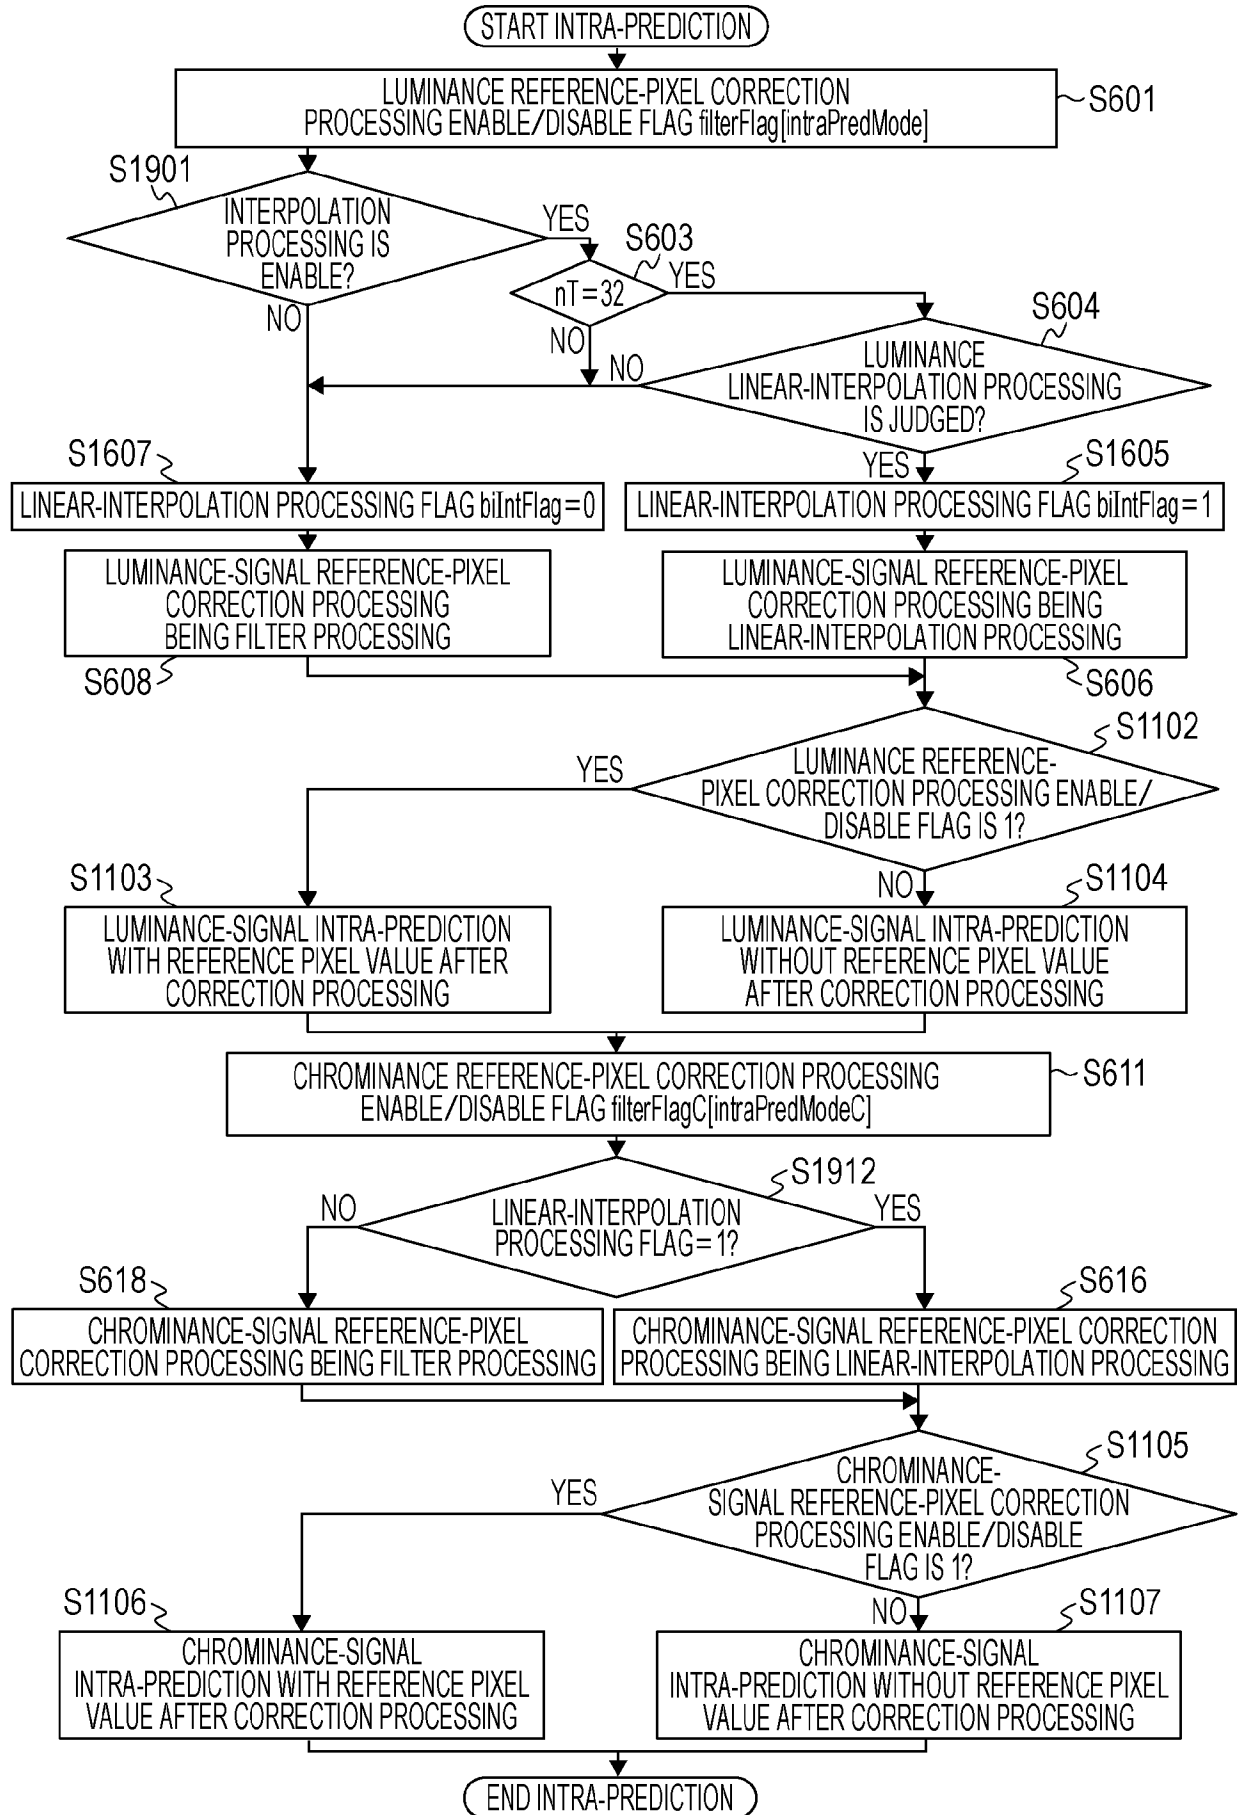 START INTRA-PREDICTION
LUMINANCE REFERENCE-PIXEL CORRECTION
PROCESSING ENABLE/DISABLE FLAG filterFlag[intraPredMode]
S601
S1901
INTERPOLATION
PROCESSING IS
ENABLE?
YES
NO
S603
nT=32
YES
NO
S604
LUMINANCE
LINEAR-INTERPOLATION PROCESSING
IS JUDGED?
NO
YES
S1607
LINEAR-INTERPOLATION PROCESSING FLAG biIntFlag=0
S1605
LINEAR-INTERPOLATION PROCESSING FLAG biIntFlag=1
LUMINANCE-SIGNAL REFERENCE-PIXEL
CORRECTION PROCESSING
BEING FILTER PROCESSING
S608
LUMINANCE-SIGNAL REFERENCE-PIXEL
CORRECTION PROCESSING BEING
LINEAR-INTERPOLATION PROCESSING
S606
S1102
LUMINANCE REFERENCE-
PIXEL CORRECTION PROCESSING ENABLE/
DISABLE FLAG IS 1?
YES
NO
S1103
LUMINANCE-SIGNAL INTRA-PREDICTION
WITH REFERENCE PIXEL VALUE AFTER
CORRECTION PROCESSING
S1104
LUMINANCE-SIGNAL INTRA-PREDICTION
WITHOUT REFERENCE PIXEL VALUE
AFTER CORRECTION PROCESSING
CHROMINANCE REFERENCE-PIXEL CORRECTION PROCESSING
ENABLE/DISABLE FLAG filterFlagC[intraPredModeC]
S611
S1912
LINEAR-INTERPOLATION
PROCESSING FLAG=1?
NO
YES
S618
CHROMINANCE-SIGNAL REFERENCE-PIXEL
CORRECTION PROCESSING BEING FILTER PROCESSING
S616
CHROMINANCE-SIGNAL REFERENCE-PIXEL CORRECTION
PROCESSING BEING LINEAR-INTERPOLATION PROCESSING
S1105
CHROMINANCE-
SIGNAL REFERENCE-PIXEL CORRECTION
PROCESSING ENABLE/DISABLE
FLAG IS 1?
YES
NO
S1106
CHROMINANCE-SIGNAL
INTRA-PREDICTION WITH REFERENCE PIXEL
VALUE AFTER CORRECTION PROCESSING
S1107
CHROMINANCE-SIGNAL
INTRA-PREDICTION WITHOUT REFERENCE PIXEL
VALUE AFTER CORRECTION PROCESSING
END INTRA-PREDICTION